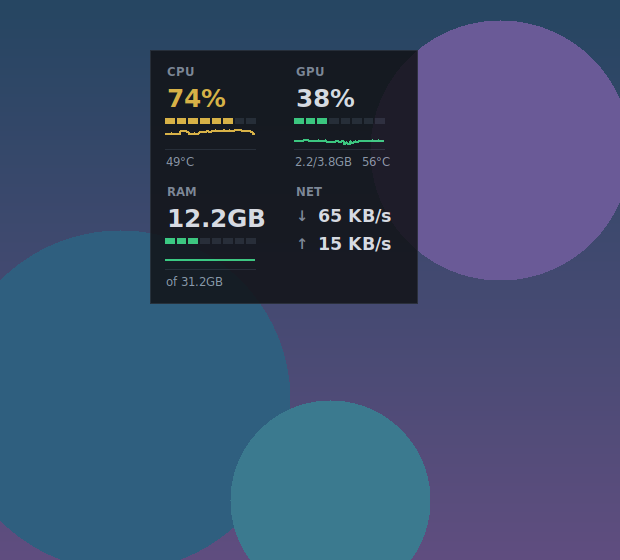 CPU
74%
49°C
GPU
38%
2.2/3.8GB 56°C
RAM
12.2GB
of 31.2GB
NET
↓ 65 KB/s
↑ 15 KB/s